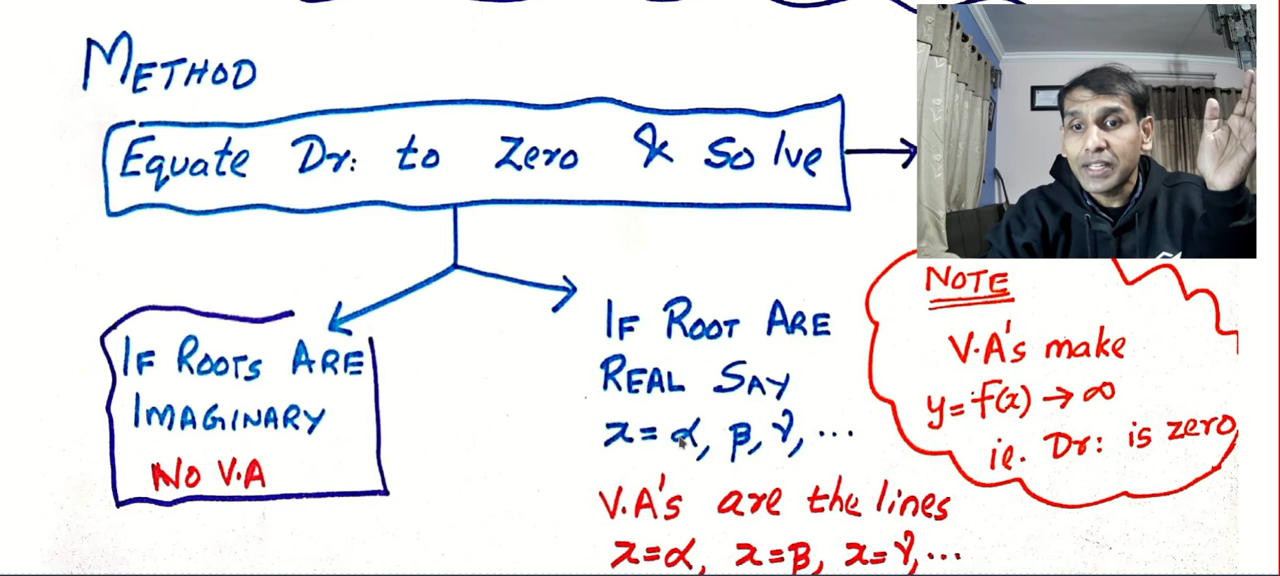 METHOD
Equate Dr: to Zero & Solve
IF ROOTS ARE
IMAGINARY
NO V.A
IF ROOT ARE
REAL SAY
x = α, β, γ, ...
V.A's are the lines
x=α, x=β, x=γ,...
NOTE
V.A's make
y=f(x) → ∞
ie. Dr: is zero